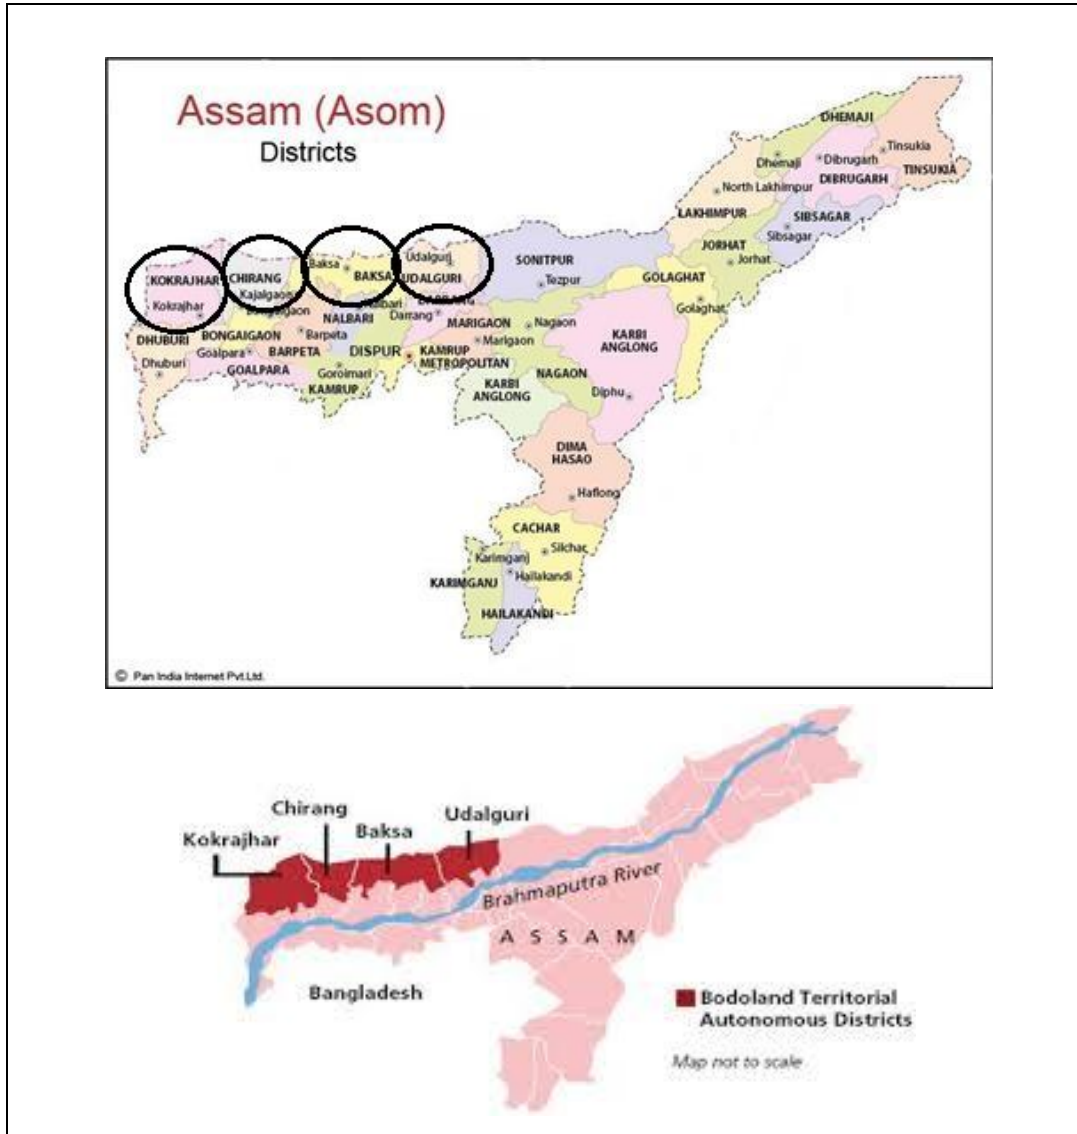 Assam (Asom)
Districts
DHEMAJI
Tinsukia
Dhemaji
Dibrugarh
TINSUKIA
DIBRUGARH
North Lakhimpur
LAKHIMPUR
SIBSAGAR
Sibsagar
JORHAT
Jorhat
SONITPUR
GOLAGHAT
Tezpur
Golaghat
Udalguri
UDALGURI
Baksa
BAKSA
KOKRAJHAR
CHIRANG
Kajalgaon
Kokrajhar
NALBARI
Darrang
MARIGAON
Nagaon
KARBI
ANGLONG
DHUBURI
BONGAIGAON
Barpeta
DISPUR
KAMRUP
METROPOLITAN
Marigaon
Goalpara
BARPETA
Dhuburi
GOALPARA
Goroimari
KAMRUP
NAGAON
KARBI
ANGLONG
Diphu
DIMA
HASAO
Haflong
CACHAR
Silchar
Karimganj
Hailakandi
KARIMGANJ
HAILAKANDI
© Pan India Internet Pvt.Ltd.
Chirang
Udalguri
Baksa
Kokrajhar
Brahmaputra River
ASSAM
Bangladesh
Bodoland Territorial
Autonomous Districts
Map not to scale